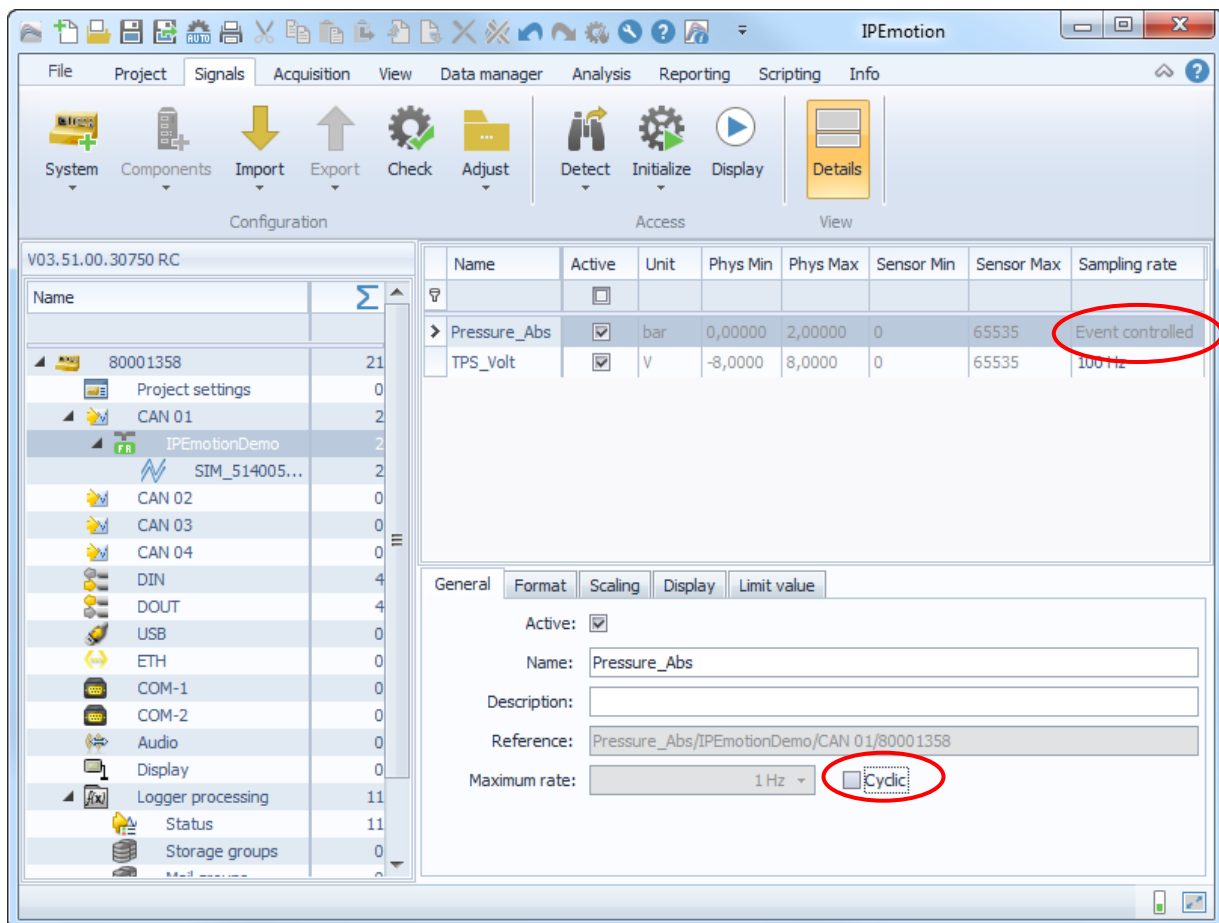 AUTO
IPEmotion
File Project Signals Acquisition View Data manager Analysis Reporting Scripting Info
System Components Import Export Check Adjust Detect Initialize Display Details
Configuration Access View
V03.51.00.30750 RC
Name Σ
80001358 21
Project settings 0
CAN 01 2
FR IPEmotionDemo 2
SIM_514005... 2
CAN 02 0
CAN 03 0
CAN 04 0
DIN 4
DOUT 4
USB 0
ETH 0
COM-1 0
COM-2 0
Audio 0
Display 0
f(x) Logger processing 11
Status 11
Storage groups 0
Name Active Unit Phys Min Phys Max Sensor Min Sensor Max Sampling rate
Pressure_Abs bar 0,00000 2,00000 0 65535 Event controlled
TPS_Volt V -8,0000 8,0000 0 65535 100 Hz
General Format Scaling Display Limit value
Active:
Name: Pressure_Abs
Description:
Reference: Pressure_Abs/IPEmotionDemo/CAN 01/80001358
Maximum rate: 1 Hz Cyclic